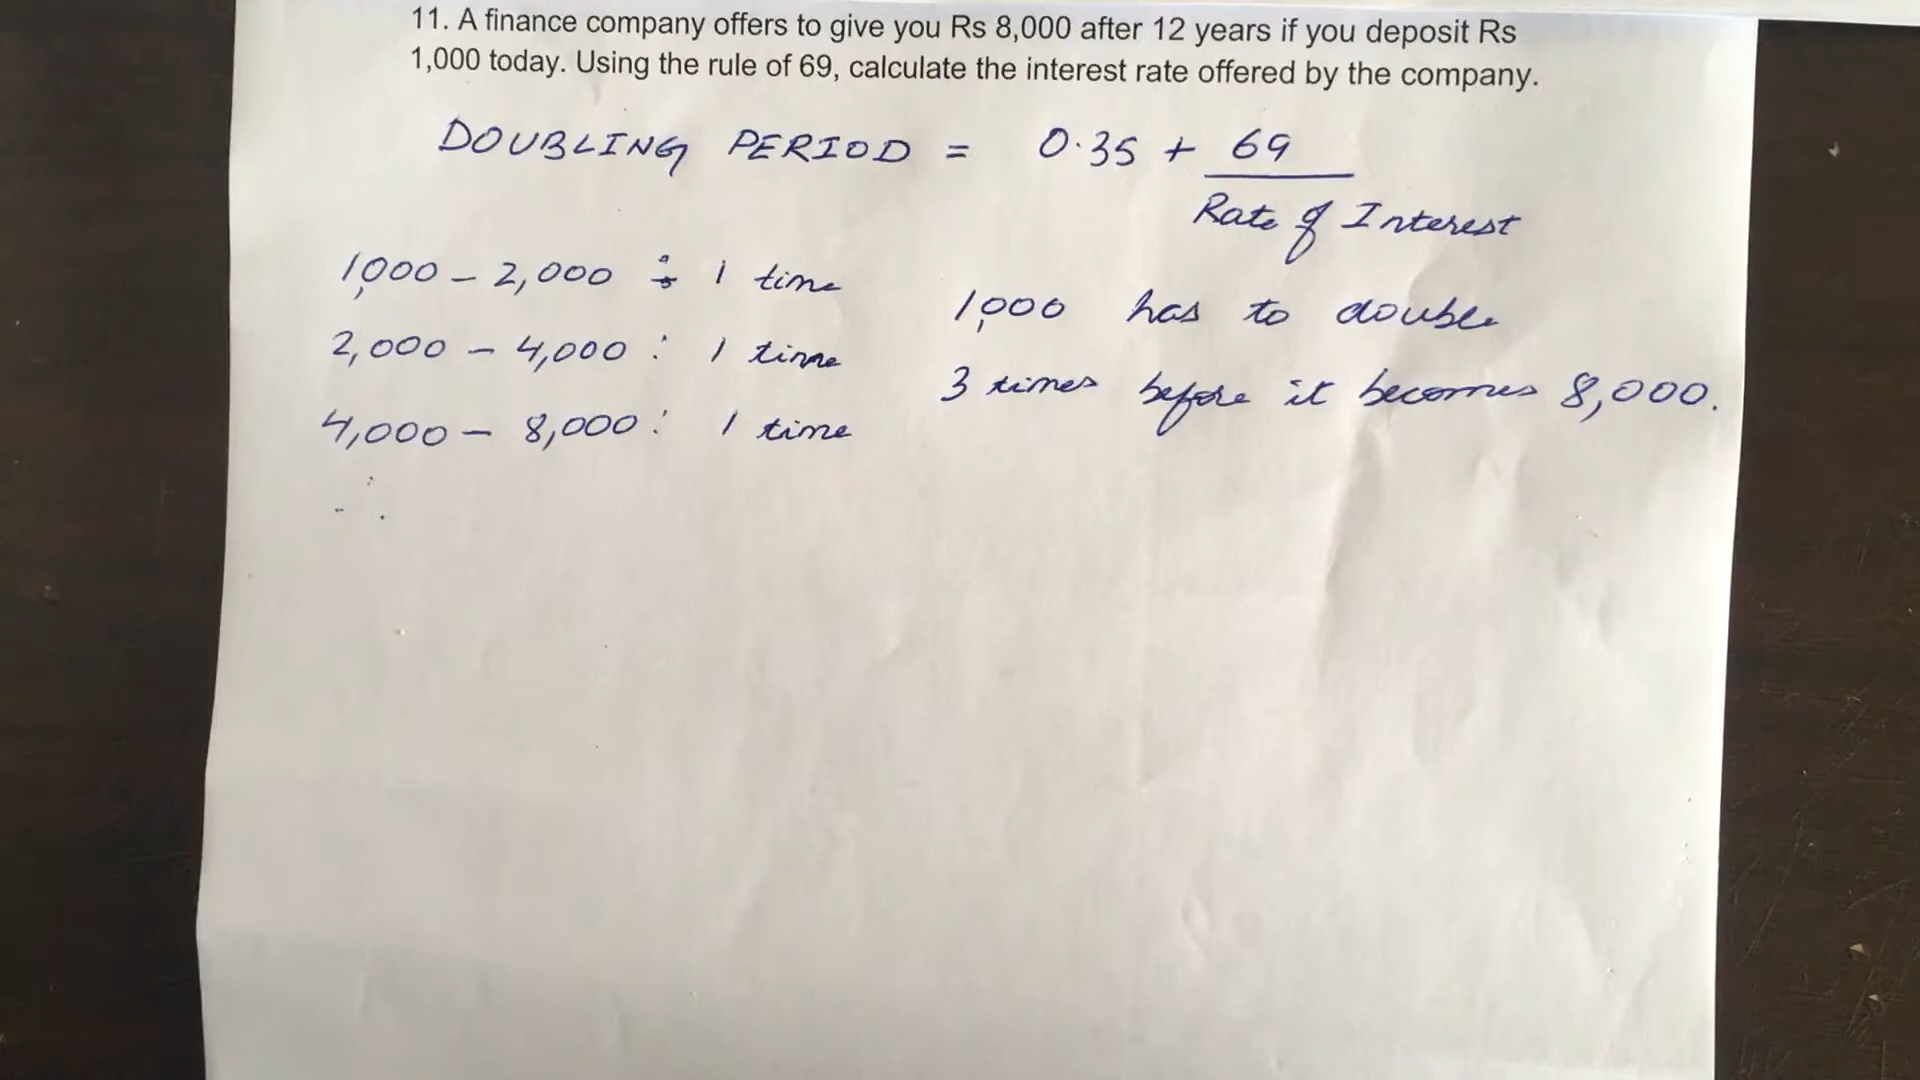 11. A finance company offers to give you Rs 8,000 after 12 years if you deposit Rs
1,000 today. Using the rule of 69, calculate the interest rate offered by the company.
DOUBLING PERIOD = 0.35 + 69
Rate of Interest
1,000 - 2,000 : 1 time
2,000 - 4,000 : 1 time
4,000 - 8,000 : 1 time
1,000 has to double
3 times before it becomes 8,000.